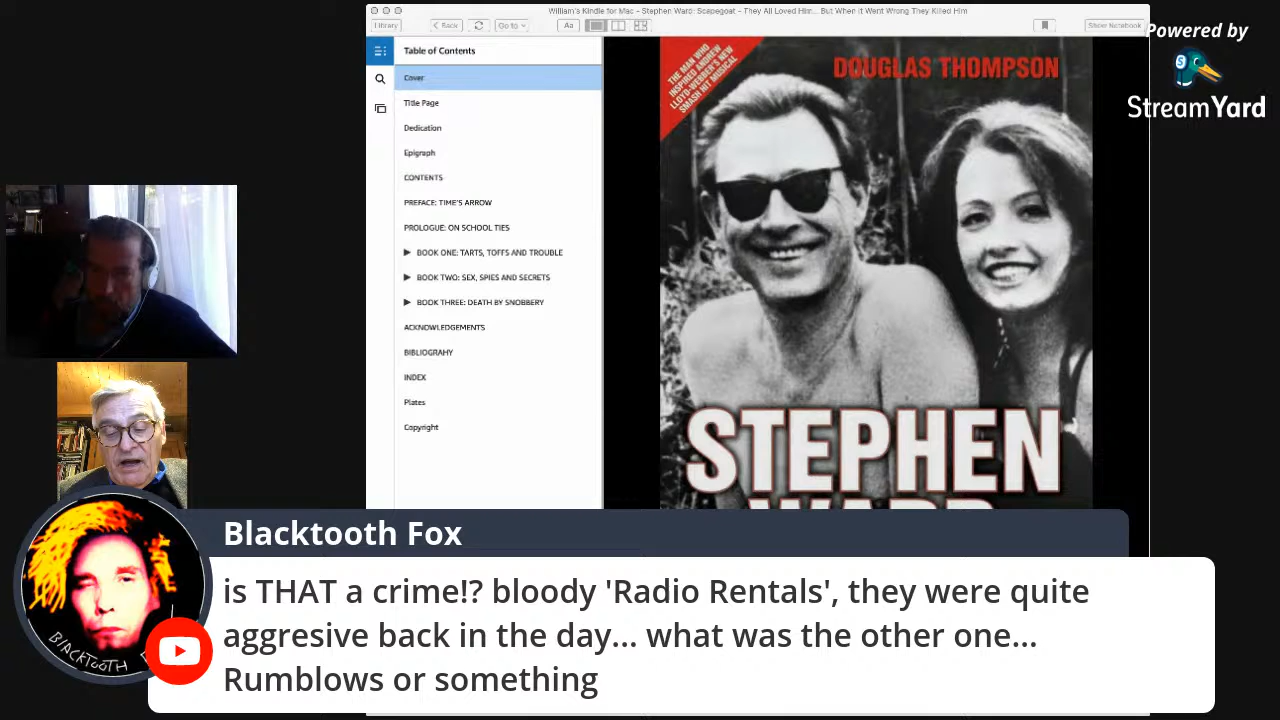 William's Kindle for Mac - Stephen Ward: Scapegoat - They All Loved Him... But When it Went Wrong They Killed Him
Library
Back
Go to
Aa
Show Notebook
Powered by
StreamYard
Table of Contents
Cover
Title Page
Dedication
Epigraph
CONTENTS
PREFACE: TIME'S ARROW
PROLOGUE: ON SCHOOL TIES
BOOK ONE: TARTS, TOFFS AND TROUBLE
BOOK TWO: SEX, SPIES AND SECRETS
BOOK THREE: DEATH BY SNOBBERY
ACKNOWLEDGEMENTS
BIBLIOGRAHY
INDEX
Plates
Copyright
THE MAN WHO
INSPIRED ANDREW
LLOYD-WEBBER'S NEW
SMASH HIT MUSICAL
DOUGLAS THOMPSON
STEPHEN
WARD
Blacktooth Fox
is THAT a crime!? bloody 'Radio Rentals', they were quite
aggresive back in the day... what was the other one...
Rumblows or something
BLACKTOOTH